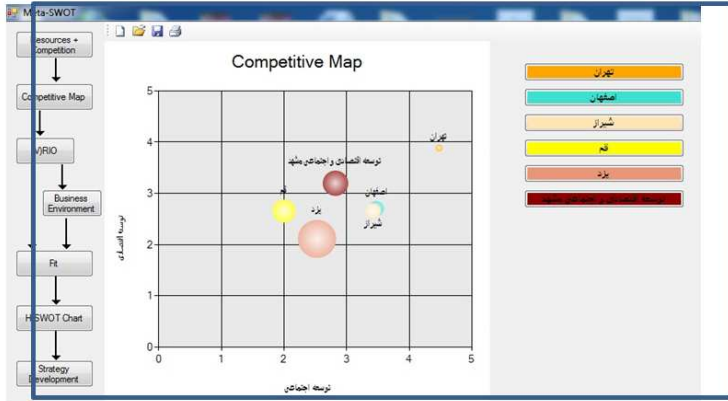 Meta-SWOT
Resources +
Competition
Competitive Map
(V)RIO
Business
Environment
Fit
H SWOT Chart
Strategy
Development
Competitive Map
5
4
3
2
1
0
0 1 2 3 4 5
توسعه اقتصادی
توسعه اجتماعی
تهران
توسعه اقتصادی و اجتماعی مشهد
قم
یزد
اصفهان
شیراز
تهران
اصفهان
شیراز
قم
یزد
توسعه اقتصادی و اجتماعی مشهد